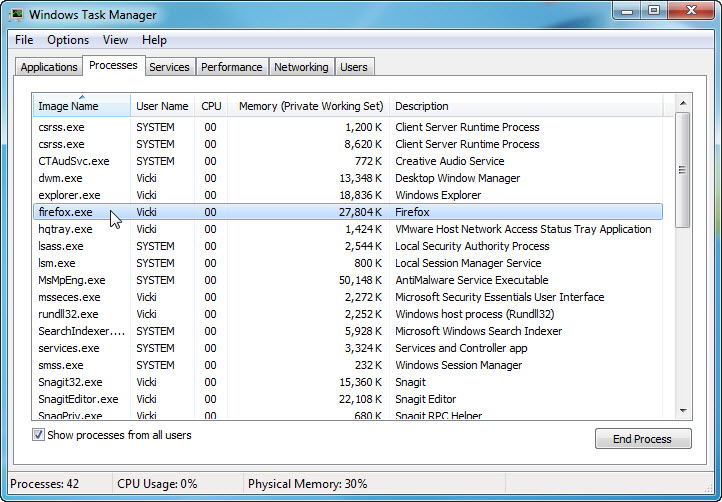 Windows Task Manager
File Options View Help
Applications Processes Services Performance Networking Users
Image Name User Name CPU Memory (Private Working Set) Description
csrss.exe SYSTEM 00 1,200 K Client Server Runtime Process
csrss.exe SYSTEM 00 8,620 K Client Server Runtime Process
CTAudSvc.exe SYSTEM 00 772 K Creative Audio Service
dwm.exe Vicki 00 13,348 K Desktop Window Manager
explorer.exe Vicki 00 18,836 K Windows Explorer
firefox.exe Vicki 00 27,804 K Firefox
hqtray.exe Vicki 00 1,424 K VMware Host Network Access Status Tray Application
lsass.exe SYSTEM 00 2,544 K Local Security Authority Process
lsm.exe SYSTEM 00 800 K Local Session Manager Service
MsMpEng.exe SYSTEM 00 50,148 K AntiMalware Service Executable
msseces.exe Vicki 00 2,272 K Microsoft Security Essentials User Interface
rundll32.exe Vicki 00 2,252 K Windows host process (Rundll32)
SearchIndexer.... SYSTEM 00 5,928 K Microsoft Windows Search Indexer
services.exe SYSTEM 00 3,324 K Services and Controller app
smss.exe SYSTEM 00 232 K Windows Session Manager
Snagit32.exe Vicki 00 15,360 K Snagit
SnagitEditor.exe Vicki 00 22,108 K Snagit Editor
SnagPriv.exe Vicki 00 680 K Snagit RPC Helper
Show processes from all users
End Process
Processes: 42 CPU Usage: 0% Physical Memory: 30%